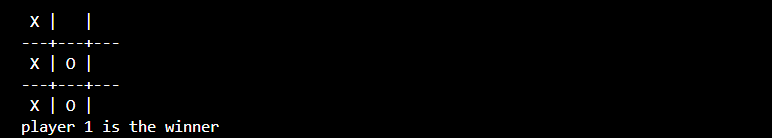 X |   |
---+---+---
 X | O |
---+---+---
 X | O |
player 1 is the winner